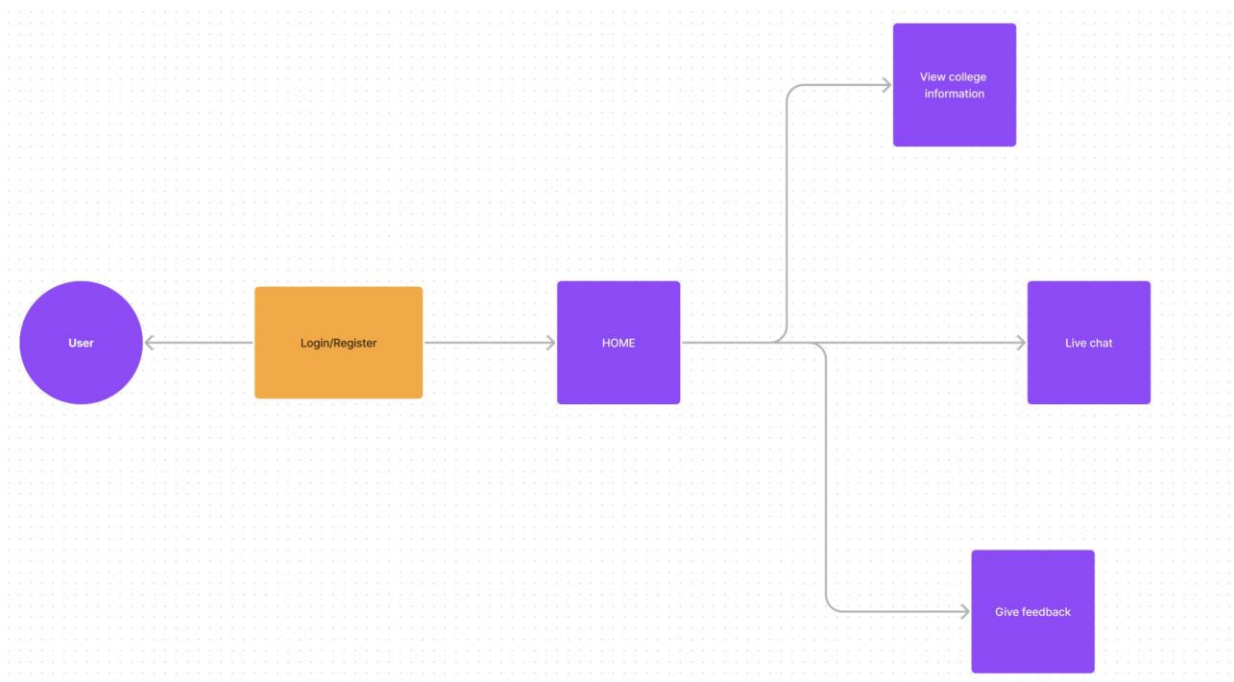 View college
information
User
Login/Register
HOME
Live chat
Give feedback